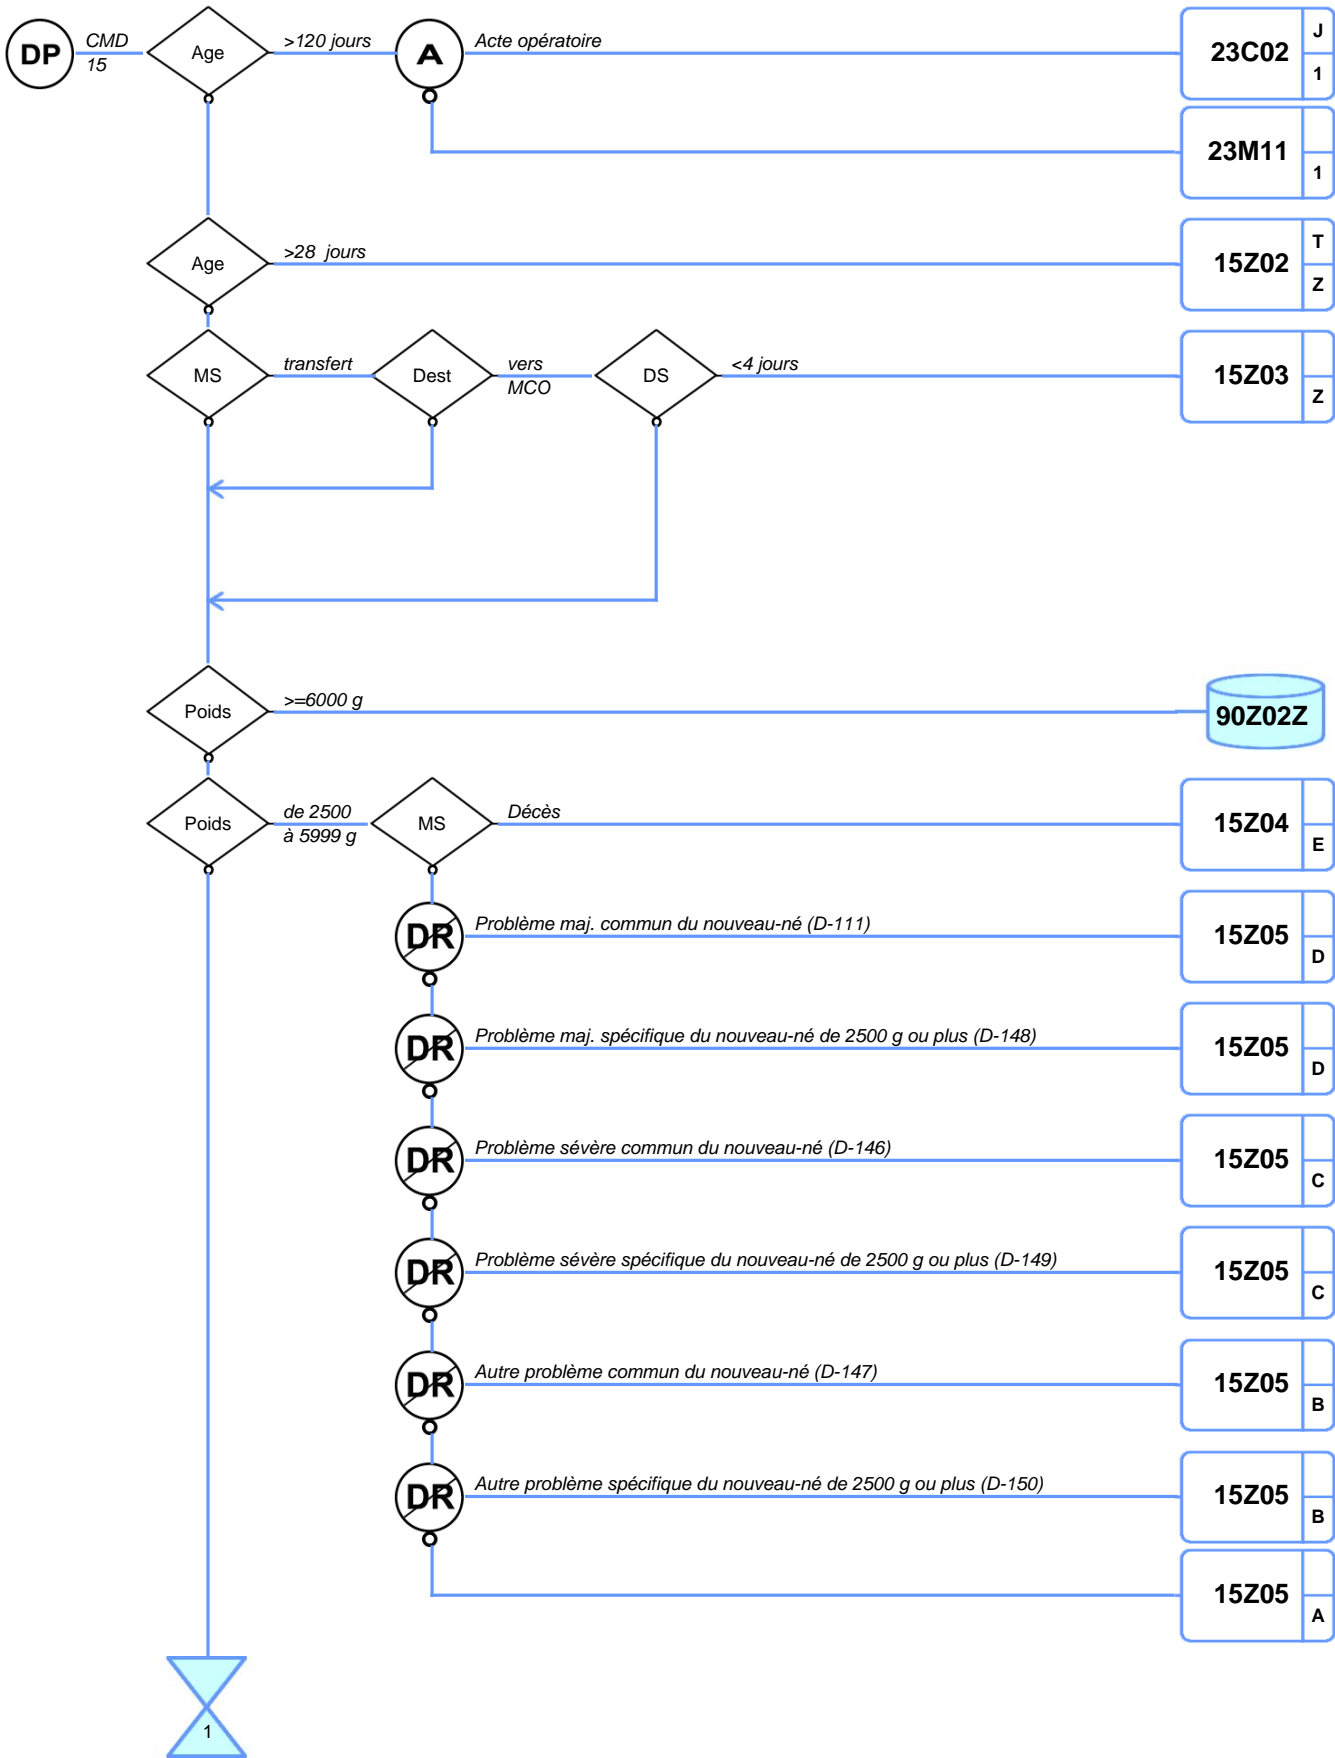 DP
CMD
15
Age
>120 jours
A
Acte opératoire
23C02
J
1
23M11
1
Age
>28 jours
15Z02
T
Z
MS
transfert
Dest
vers
MCO
DS
<4 jours
15Z03
Z
Poids
>=6000 g
90Z02Z
Poids
de 2500
à 5999 g
MS
Décès
15Z04
E
DR
Problème maj. commun du nouveau-né (D-111)
15Z05
D
DR
Problème maj. spécifique du nouveau-né de 2500 g ou plus (D-148)
15Z05
D
DR
Problème sévère commun du nouveau-né (D-146)
15Z05
C
DR
Problème sévère spécifique du nouveau-né de 2500 g ou plus (D-149)
15Z05
C
DR
Autre problème commun du nouveau-né (D-147)
15Z05
B
DR
Autre problème spécifique du nouveau-né de 2500 g ou plus (D-150)
15Z05
B
15Z05
A
1